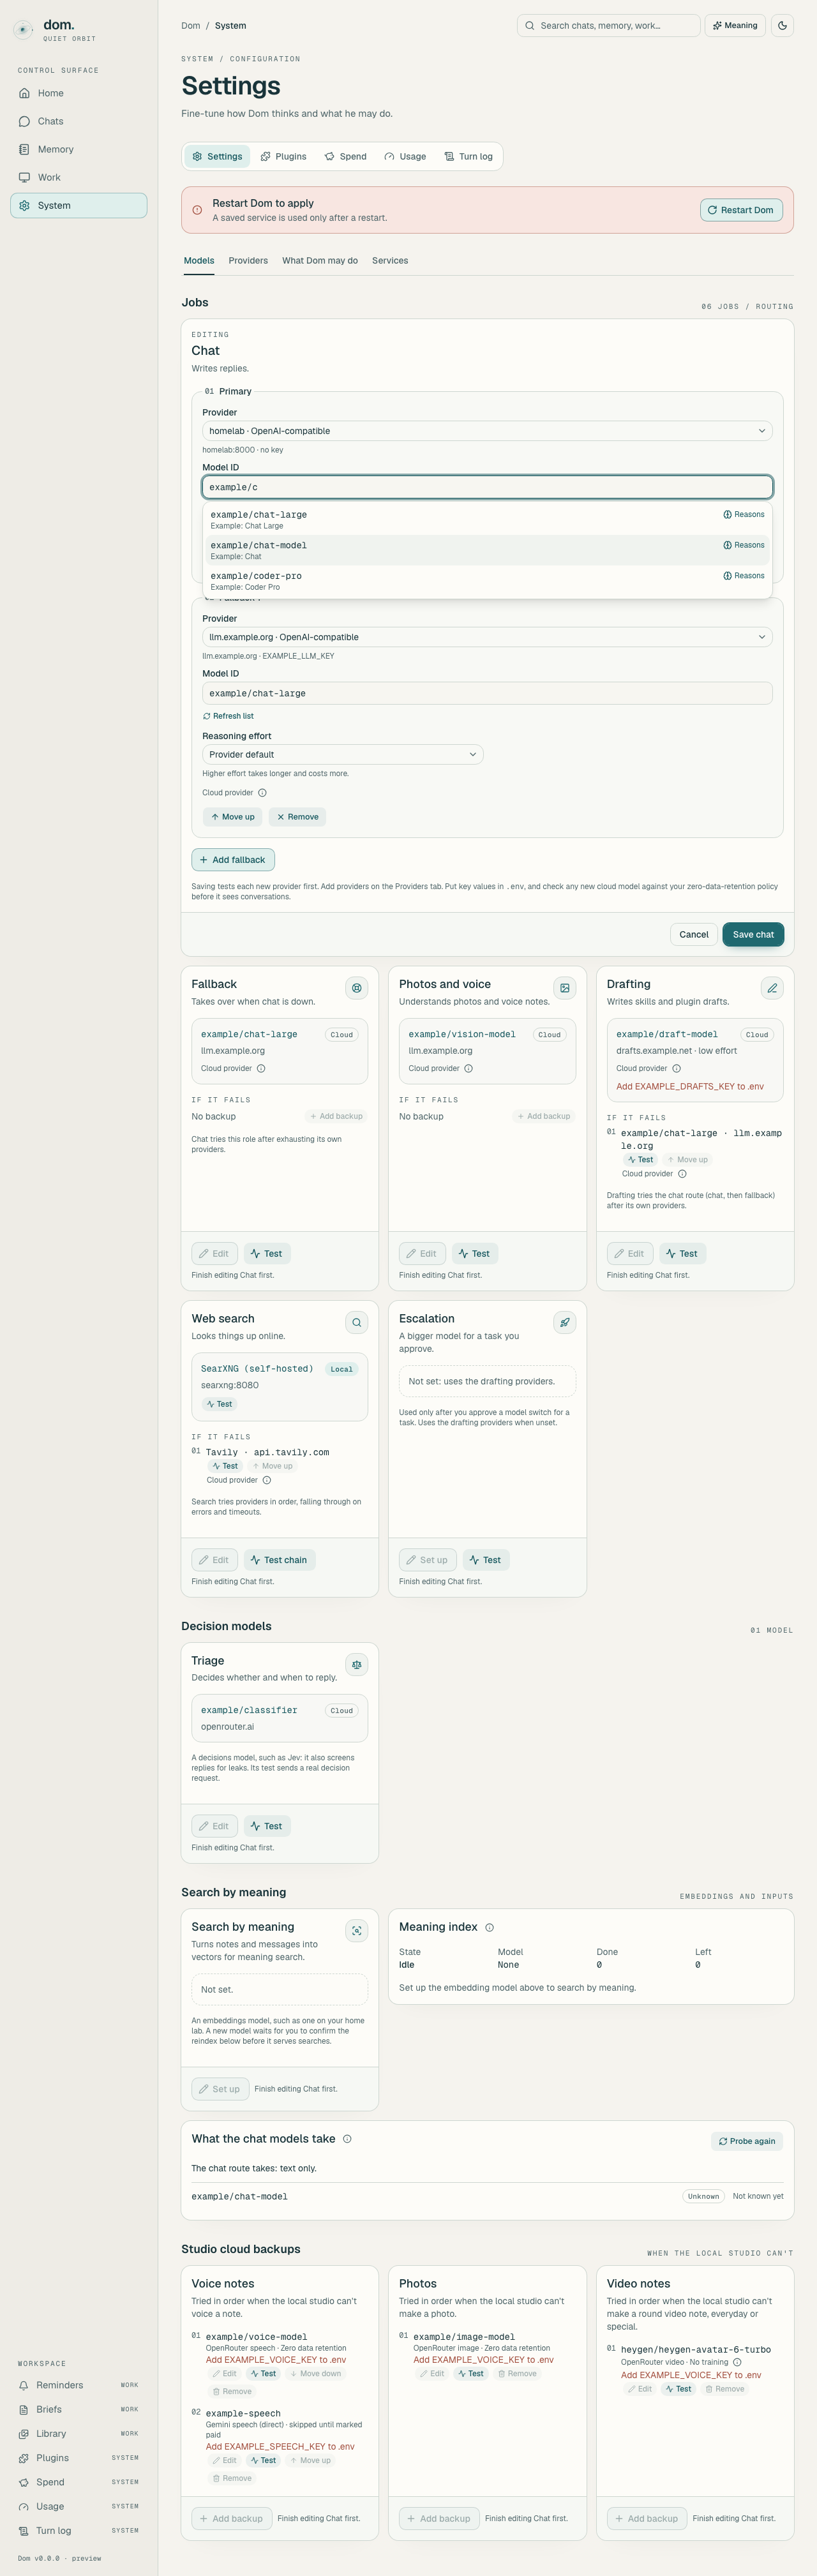 dom.
QUIET ORBIT
CONTROL SURFACE
Home
Chats
Memory
Work
System
WORKSPACE
Reminders WORK
Briefs WORK
Library WORK
Plugins SYSTEM
Spend SYSTEM
Usage SYSTEM
Turn log SYSTEM
Dom v0.0.0 · preview
Dom / System
Search chats, memory, work...
Meaning
SYSTEM / CONFIGURATION
Settings
Fine-tune how Dom thinks and what he may do.
Settings Plugins Spend Usage Turn log
Restart Dom to apply
A saved service is used only after a restart.
Restart Dom
Models Providers What Dom may do Services
Jobs
06 JOBS / ROUTING
EDITING
Chat
Writes replies.
01 Primary
Provider
homelab · OpenAI-compatible
homelab:8000 · no key
Model ID
example/c
example/chat-large Reasons
Example: Chat Large
example/chat-model Reasons
Example: Chat
example/coder-pro Reasons
Example: Coder Pro
Provider
llm.example.org · OpenAI-compatible
llm.example.org · EXAMPLE_LLM_KEY
Model ID
example/chat-large
Refresh list
Reasoning effort
Provider default
Higher effort takes longer and costs more.
Cloud provider
Move up Remove
Add fallback
Saving tests each new provider first. Add providers on the Providers tab. Put key values in .env, and check any new cloud model against your zero-data-retention policy
before it sees conversations.
Cancel Save chat
Fallback
Takes over when chat is down.
example/chat-large Cloud
llm.example.org
Cloud provider
IF IT FAILS
No backup Add backup
Chat tries this role after exhausting its own
providers.
Edit Test
Finish editing Chat first.
Photos and voice
Understands photos and voice notes.
example/vision-model Cloud
llm.example.org
Cloud provider
IF IT FAILS
No backup Add backup
Edit Test
Finish editing Chat first.
Drafting
Writes skills and plugin drafts.
example/draft-model Cloud
drafts.example.net · low effort
Cloud provider
Add EXAMPLE_DRAFTS_KEY to .env
IF IT FAILS
01 example/chat-large · llm.examp
le.org
Test Move up
Cloud provider
Drafting tries the chat route (chat, then fallback)
after its own providers.
Edit Test
Finish editing Chat first.
Web search
Looks things up online.
SearXNG (self-hosted) Local
searxng:8080
Test
IF IT FAILS
01 Tavily · api.tavily.com
Test Move up
Cloud provider
Search tries providers in order, falling through on
errors and timeouts.
Edit Test chain
Finish editing Chat first.
Escalation
A bigger model for a task you
approve.
Not set: uses the drafting providers.
Used only after you approve a model switch for a
task. Uses the drafting providers when unset.
Set up Test
Finish editing Chat first.
Decision models
01 MODEL
Triage
Decides whether and when to reply.
example/classifier Cloud
openrouter.ai
A decisions model, such as Jev: it also screens
replies for leaks. Its test sends a real decision
request.
Edit Test
Finish editing Chat first.
Search by meaning
EMBEDDINGS AND INPUTS
Search by meaning
Turns notes and messages into
vectors for meaning search.
Not set.
An embeddings model, such as one on your home
lab. A new model waits for you to confirm the
reindex below before it serves searches.
Set up Finish editing Chat first.
Meaning index
State Model Done Left
Idle None 0 0
Set up the embedding model above to search by meaning.
What the chat models take
Probe again
The chat route takes: text only.
example/chat-model Unknown Not known yet
Studio cloud backups
WHEN THE LOCAL STUDIO CAN'T
Voice notes
Tried in order when the local studio can't
voice a note.
01 example/voice-model
OpenRouter speech · Zero data retention
Add EXAMPLE_VOICE_KEY to .env
Edit Test Move down
Remove
02 example-speech
Gemini speech (direct) · skipped until marked
paid
Add EXAMPLE_SPEECH_KEY to .env
Edit Test Move up
Remove
Add backup Finish editing Chat first.
Photos
Tried in order when the local studio can't
make a photo.
01 example/image-model
OpenRouter image · Zero data retention
Add EXAMPLE_VOICE_KEY to .env
Edit Test Remove
Add backup Finish editing Chat first.
Video notes
Tried in order when the local studio can't
make a round video note, everyday or
special.
01 heygen/heygen-avatar-6-turbo
OpenRouter video · No training
Add EXAMPLE_VOICE_KEY to .env
Edit Test Remove
Add backup Finish editing Chat first.